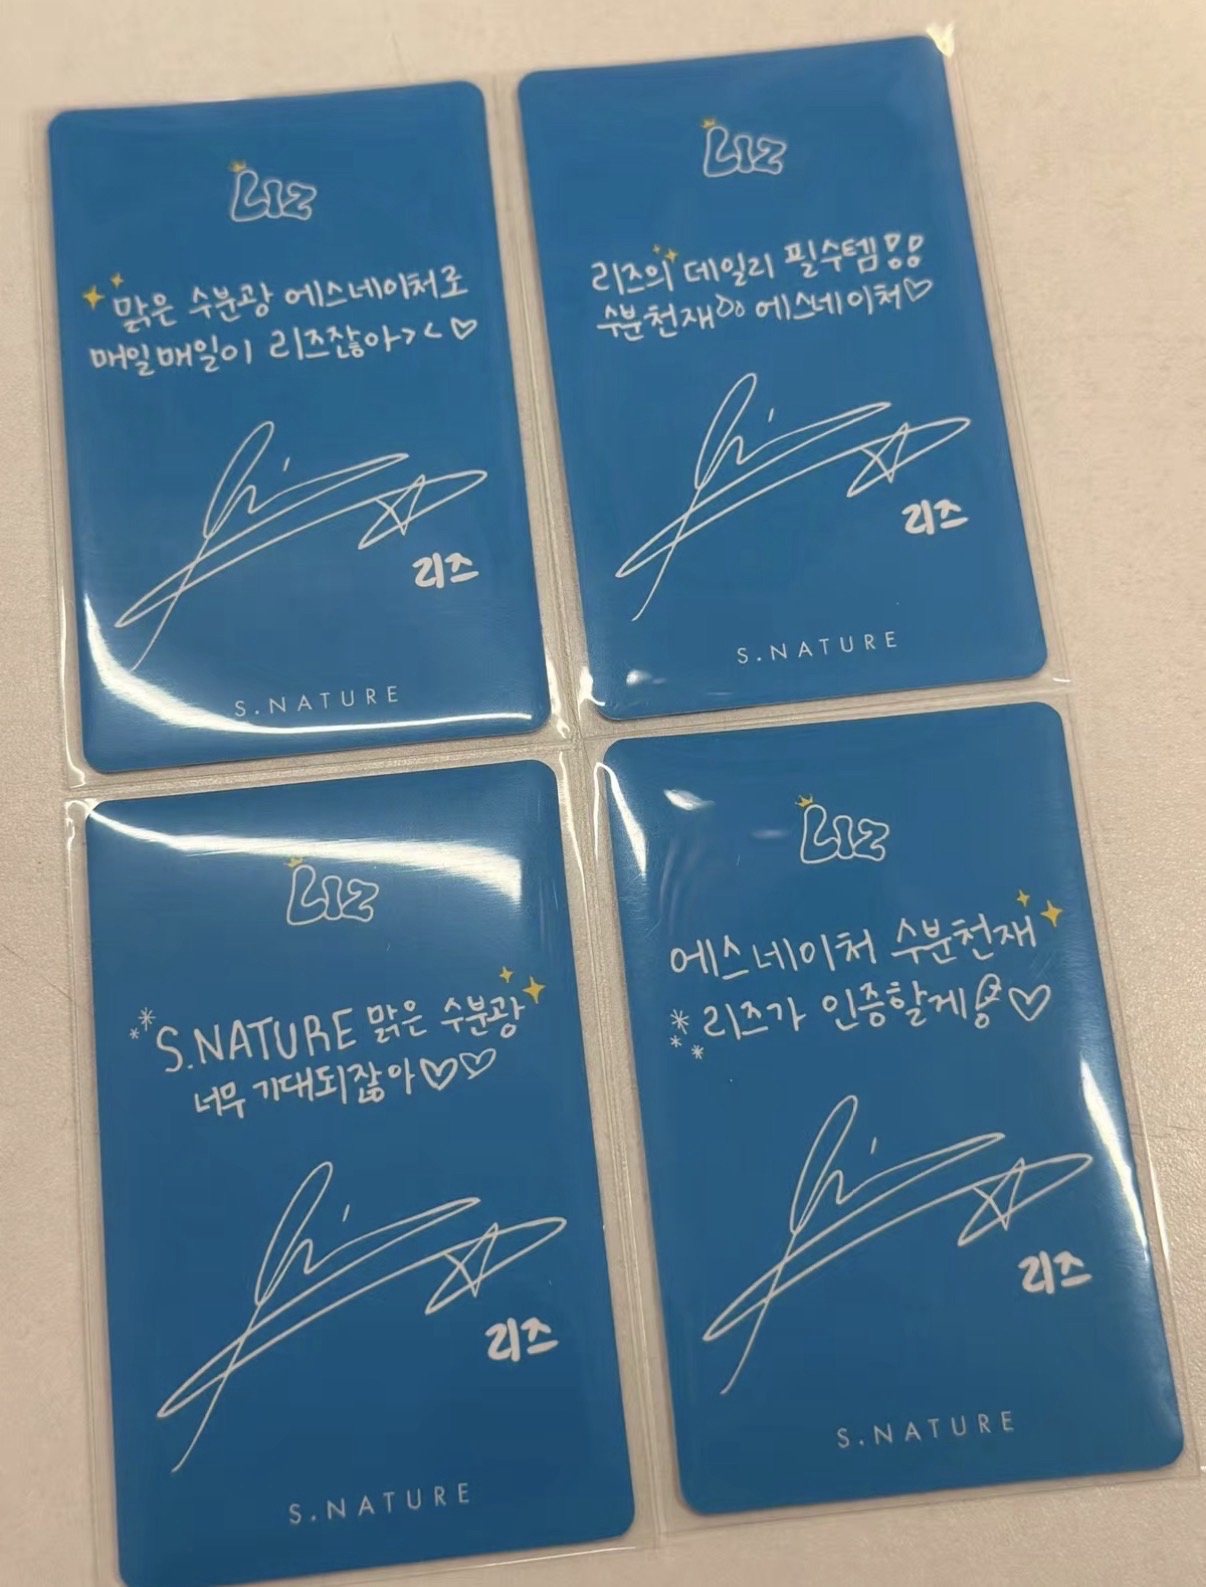 LIZ
맑은 수분광 에스네이처로
매일매일이 리즈잖아><♡
리즈
S.NATURE
LIZ
리즈의 데일리 필수템!!
수분천재 에스네이처♡
리즈
S.NATURE
LIZ
S.NATURE 맑은 수분광
너무 기대되잖아♡♡
리즈
S.NATURE
LIZ
에스네이처 수분천재
리즈가 인증할게♡
리즈
S.NATURE